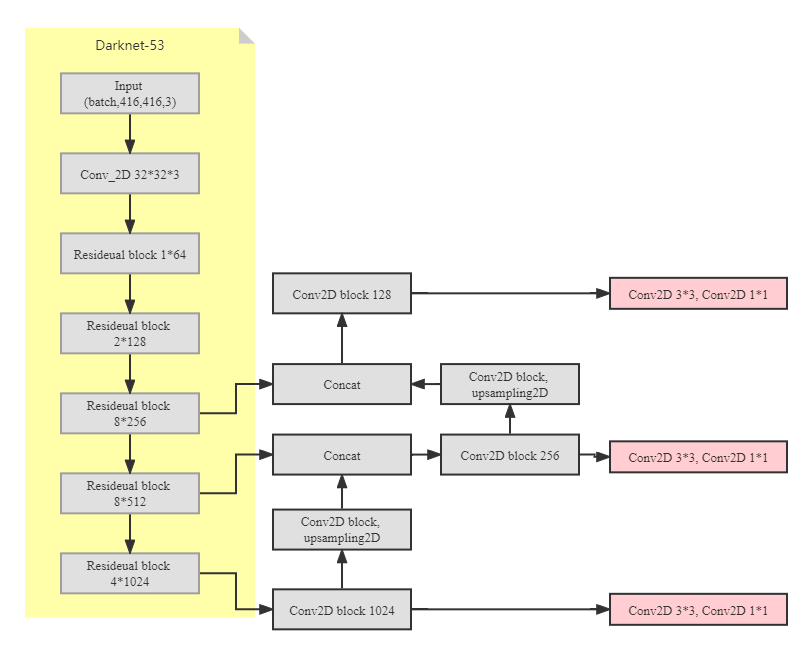 Darknet-53
Input
(batch,416,416,3)
Conv_2D 32*32*3
Resideual block 1*64
Resideual block
2*128
Resideual block
8*256
Resideual block
8*512
Resideual block
4*1024
Conv2D block 128
Conv2D 3*3, Conv2D 1*1
Concat
Conv2D block,
upsampling2D
Concat
Conv2D block 256
Conv2D 3*3, Conv2D 1*1
Conv2D block,
upsampling2D
Conv2D block 1024
Conv2D 3*3, Conv2D 1*1